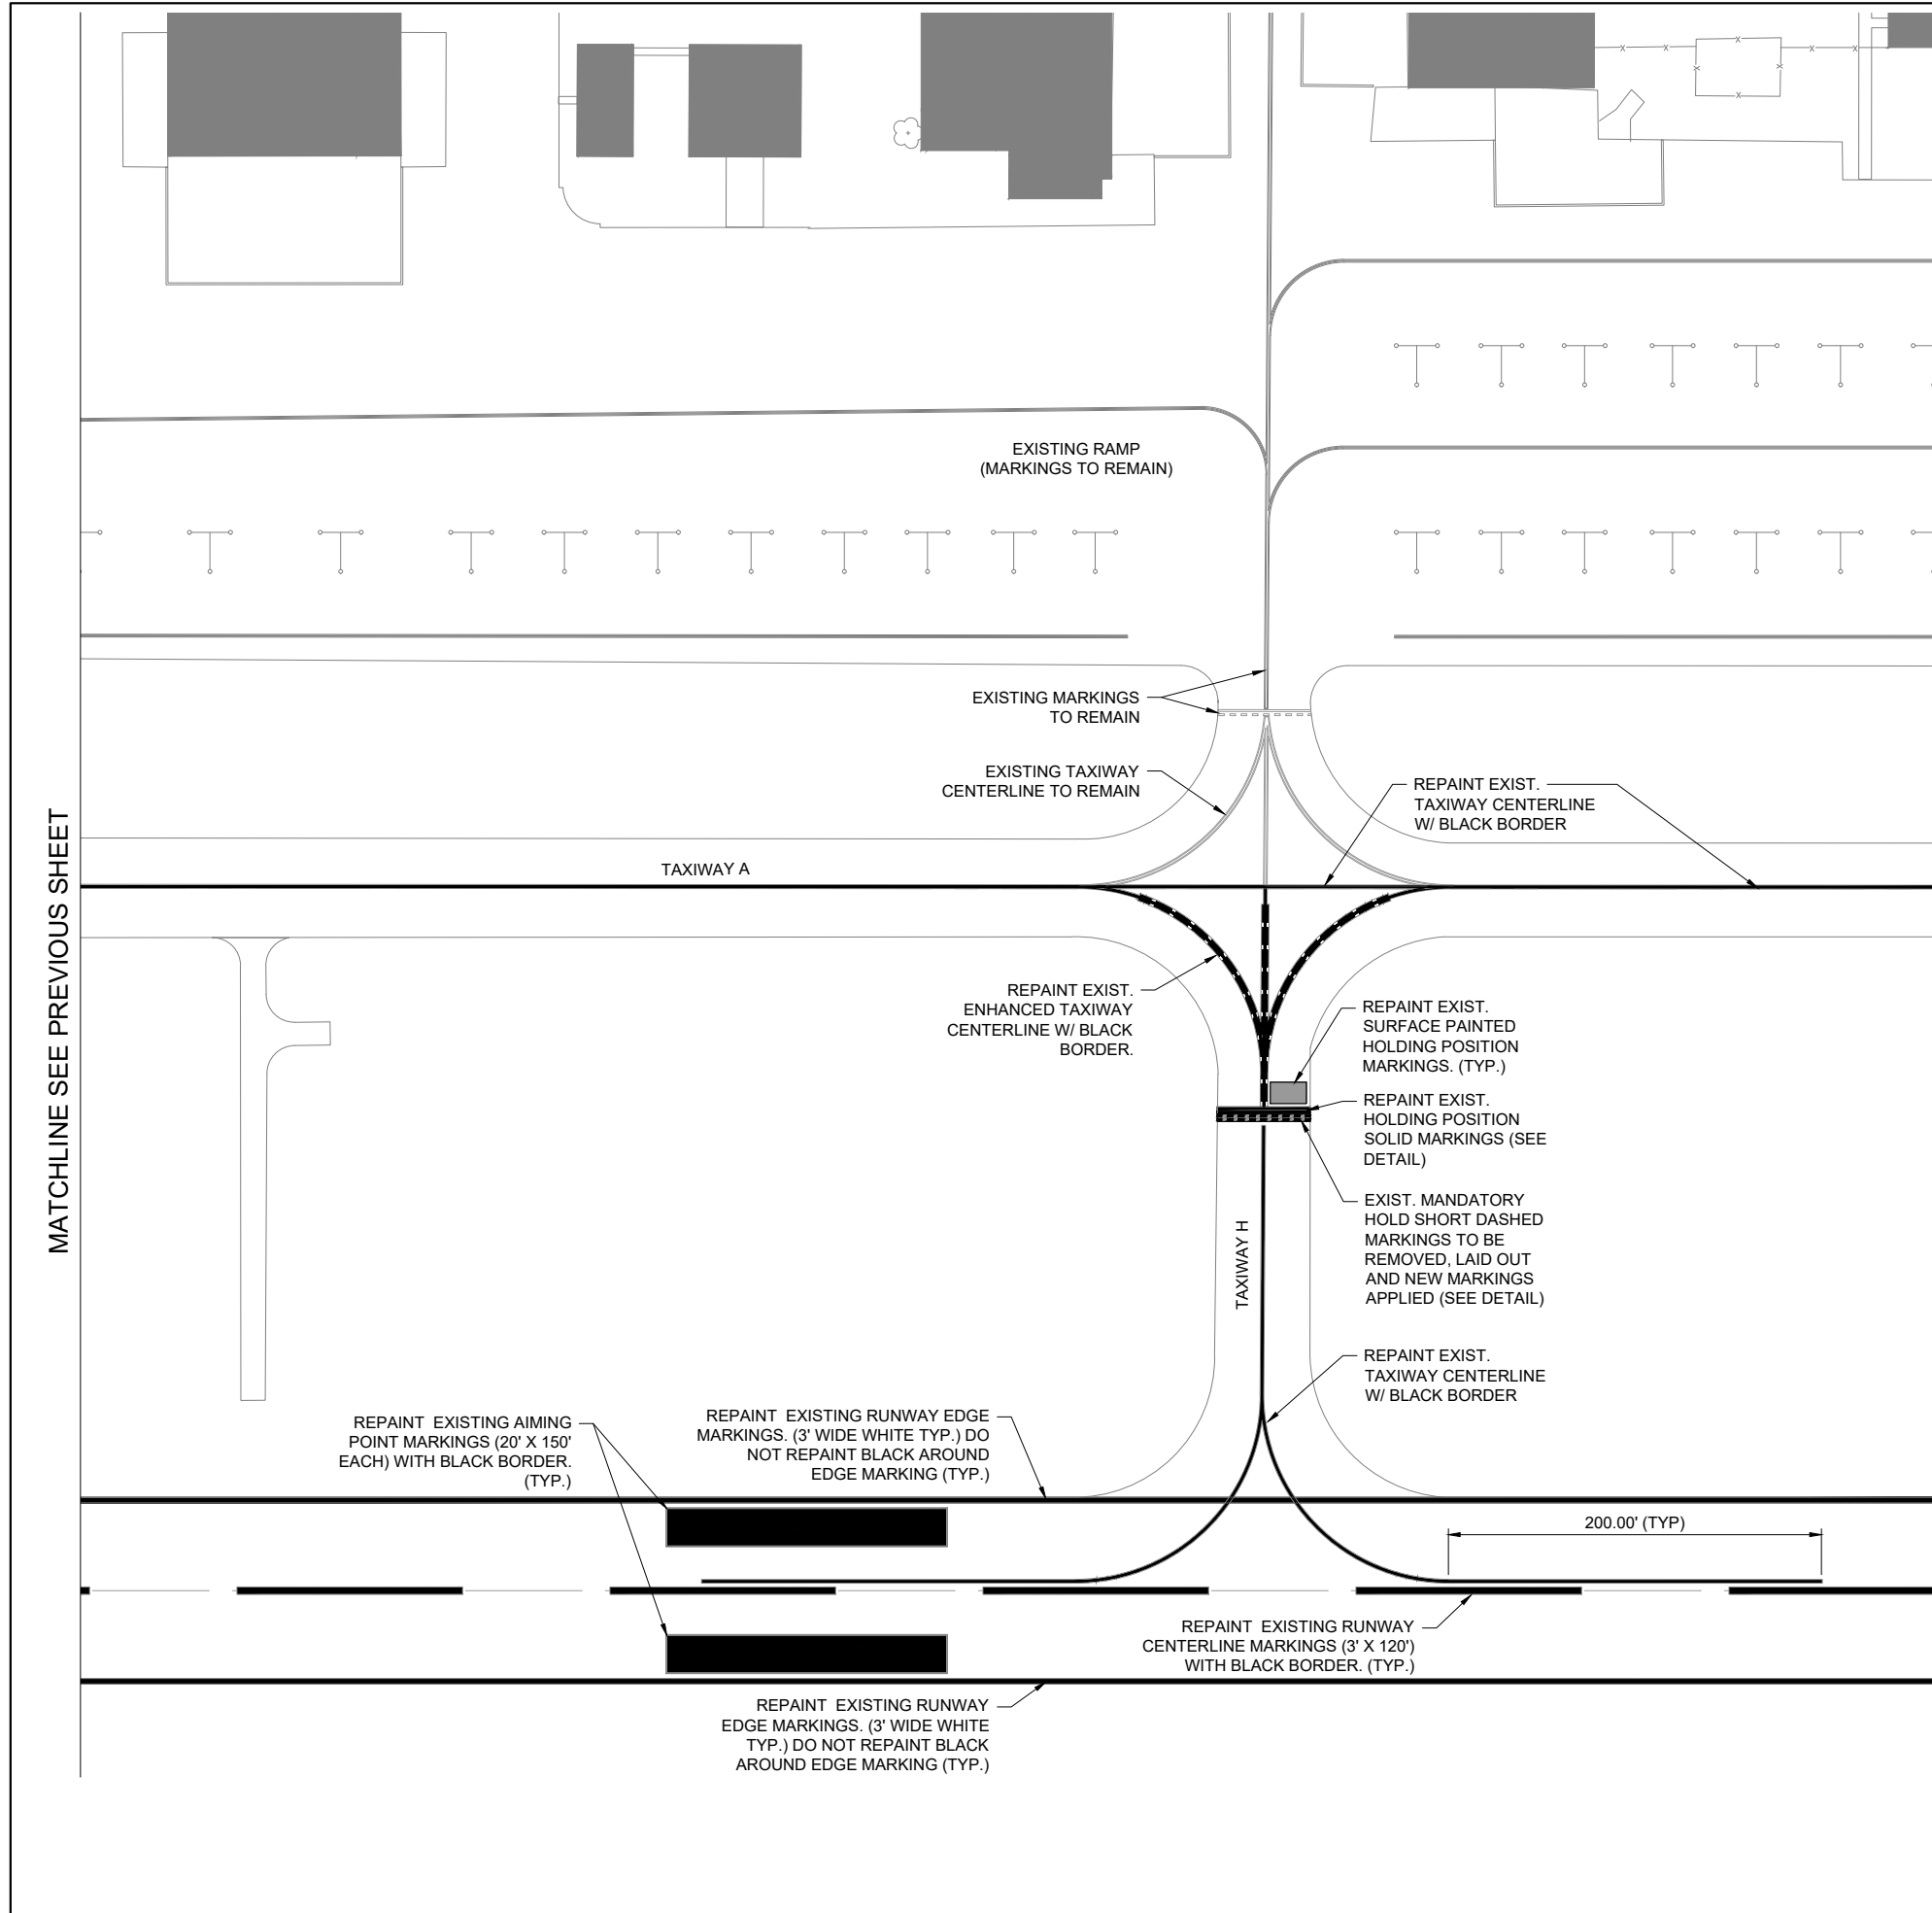 EXISTING RAMP
(MARKINGS TO REMAIN)
EXISTING MARKINGS
TO REMAIN
EXISTING TAXIWAY
CENTERLINE TO REMAIN
REPAINT EXIST.
TAXIWAY CENTERLINE
W/ BLACK BORDER
MATCHLINE SEE PREVIOUS SHEET
TAXIWAY A
REPAINT EXIST.
ENHANCED TAXIWAY
CENTERLINE W/ BLACK
BORDER.
REPAINT EXIST.
SURFACE PAINTED
HOLDING POSITION
MARKINGS. (TYP.)
REPAINT EXIST.
HOLDING POSITION
SOLID MARKINGS (SEE
DETAIL)
EXIST. MANDATORY
HOLD SHORT DASHED
MARKINGS TO BE
REMOVED, LAID OUT
AND NEW MARKINGS
APPLIED (SEE DETAIL)
TAXIWAY H
REPAINT EXIST.
TAXIWAY CENTERLINE
W/ BLACK BORDER
REPAINT EXISTING AIMING
POINT MARKINGS (20' X 150'
EACH) WITH BLACK BORDER.
(TYP.)
REPAINT EXISTING RUNWAY EDGE
MARKINGS. (3' WIDE WHITE TYP.) DO
NOT REPAINT BLACK AROUND
EDGE MARKING (TYP.)
200.00' (TYP)
REPAINT EXISTING RUNWAY
CENTERLINE MARKINGS (3' X 120')
WITH BLACK BORDER. (TYP.)
REPAINT EXISTING RUNWAY
EDGE MARKINGS. (3' WIDE WHITE
TYP.) DO NOT REPAINT BLACK
AROUND EDGE MARKING (TYP.)